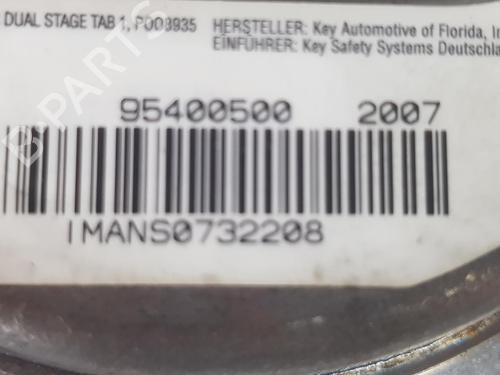 DUAL STAGE TAB 1, P009935 HERSTELLER: Key Automotive of Florida, In
EINFÜHRER: Key Safety Systems Deutschla
95400500 2007
IMANS0732208
B-PARTS